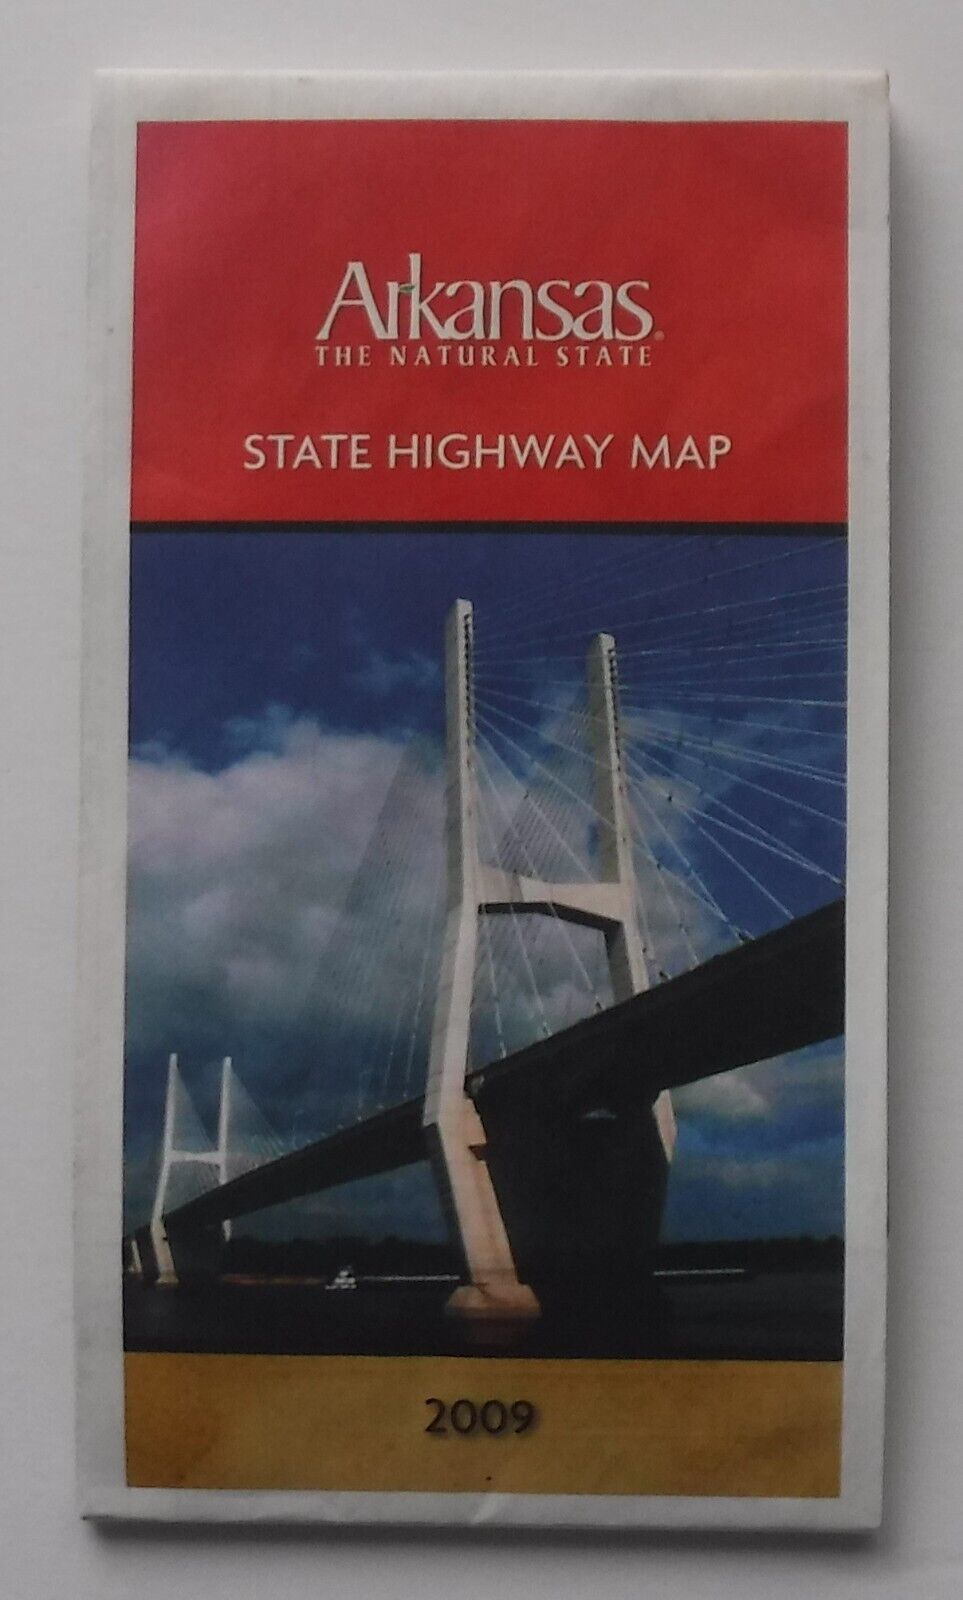 Arkansas®
THE NATURAL STATE
STATE HIGHWAY MAP
2009